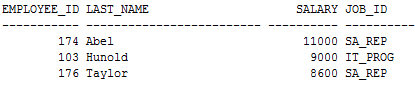 EMPLOYEE_ID LAST_NAME                 SALARY JOB_ID
----------- ------------------------- ---------- ----------
        174 Abel                       11000 SA_REP
        103 Hunold                      9000 IT_PROG
        176 Taylor                      8600 SA_REP